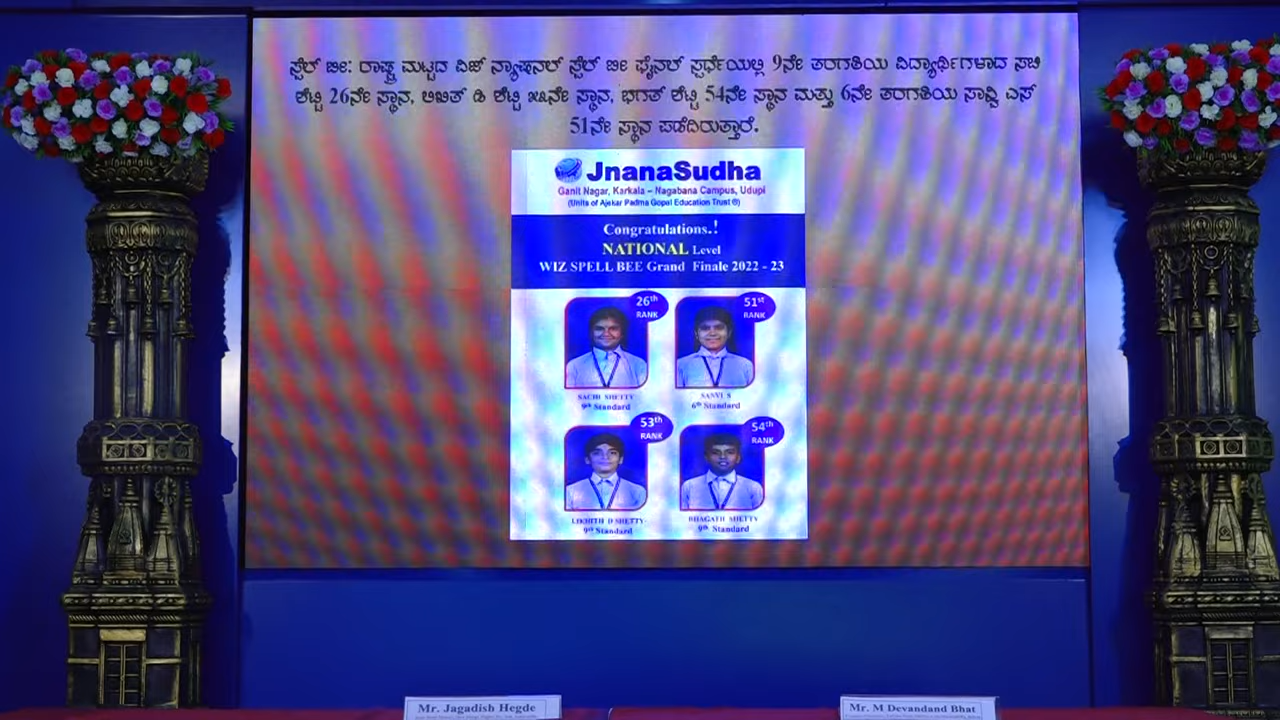 ಸ್ಪೆಲ್ ಬೀ: ರಾಷ್ಟ್ರ ಮಟ್ಟದ ವಿಜ್ ನ್ಯಾಷನಲ್ ಸ್ಪೆಲ್ ಬೀ ಫೈನಲ್ ಸ್ಪರ್ಧೆಯಲ್ಲಿ 9ನೇ ತರಗತಿಯ ವಿದ್ಯಾರ್ಥಿಗಳಾದ ಸಚಿ
ಶೆಟ್ಟಿ 26ನೇ ಸ್ಥಾನ, ಲಿಖಿತ್ ಡಿ ಶೆಟ್ಟಿ ೫೩ನೇ ಸ್ಥಾನ, ಭಗತ್ ಶೆಟ್ಟಿ 54ನೇ ಸ್ಥಾನ ಮತ್ತು 6ನೇ ತರಗತಿಯ ಸಾನ್ವಿ ಎಸ್
51ನೇ ಸ್ಥಾನ ಪಡೆದಿರುತ್ತಾರೆ.
JnanaSudha
Ganit Nagar, Karkala – Nagabana Campus, Udupi
(Units of Ajekar Padma Gopal Education Trust ®)
Congratulations.!
NATIONAL Level
WIZ SPELL BEE Grand Finale 2022 - 23
26th RANK
51st RANK
SACHI SHETTY
9th Standard
SANVI S
6th Standard
53th RANK
54th RANK
LIKHITH D SHETTY
9th Standard
BHAGATH SHETTY
9th Standard
Mr. Jagadish Hegde
Mr. M Devandand Bhat